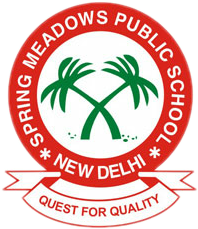 SPRING MEADOWS PUBLIC SCHOOL
* NEW DELHI *
QUEST FOR QUALITY